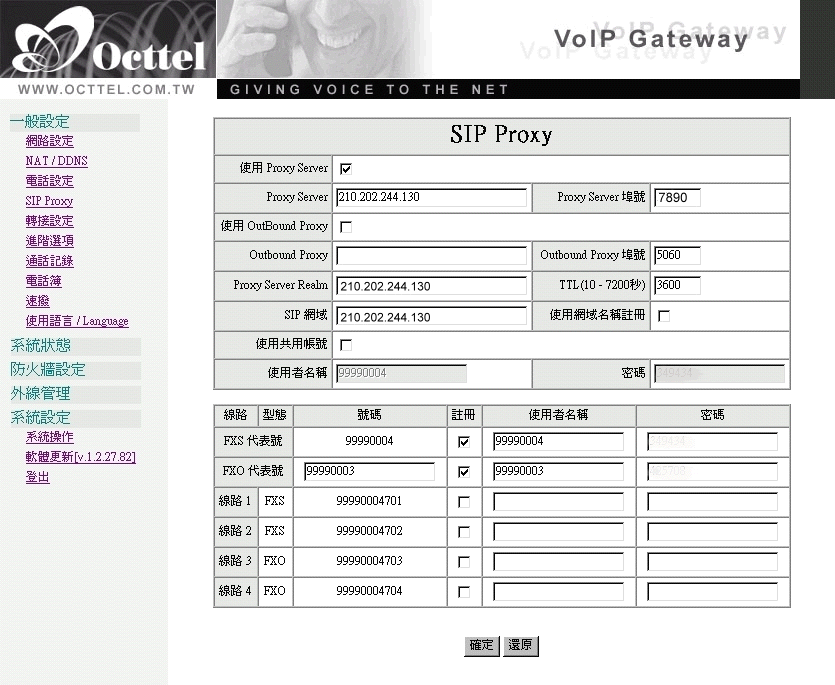 Octtel
VoIP Gateway
VoIP Gateway
VoIP Gateway
WWW.OCTTEL.COM.TW
GIVING VOICE TO THE NET
一般設定
網路設定
NAT / DDNS
電話設定
SIP Proxy
轉接設定
進階選項
通話記錄
電話簿
速撥
使用語言 / Language
系統狀態
防火牆設定
外線管理
系統設定
系統操作
軟體更新[v.1.2.27.82]
登出
SIP Proxy
使用 Proxy Server
Proxy Server 210.202.244.130 Proxy Server 埠號 7890
使用 OutBound Proxy
Outbound Proxy Outbound Proxy 埠號 5060
Proxy Server Realm 210.202.244.130 TTL(10 - 7200秒) 3600
SIP 網域 210.202.244.130 使用網域名稱註冊
使用共用帳號
使用者名稱 99990004 密碼
線路 型態 號碼 註冊 使用者名稱 密碼
FXS 代表號 99990004 99990004
FXO 代表號 99990003 99990003
線路 1 FXS 99990004701
線路 2 FXS 99990004702
線路 3 FXO 99990004703
線路 4 FXO 99990004704
確定 還原